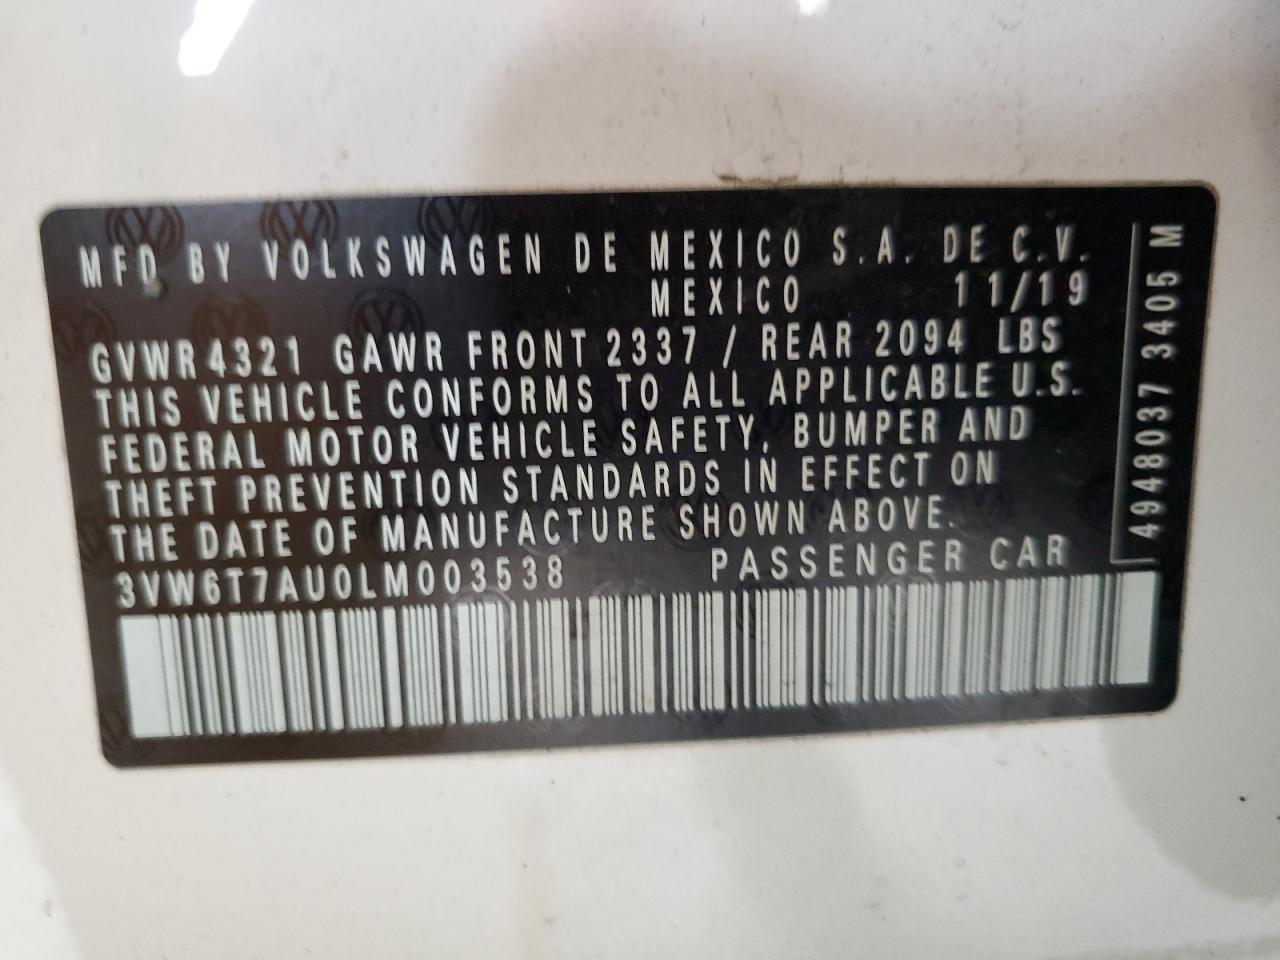 MFD BY VOLKSWAGEN DE MEXICO S.A. DE C.V.
MEXICO 11/19
GVWR 4321 GAWR FRONT 2337 / REAR 2094 LBS
THIS VEHICLE CONFORMS TO ALL APPLICABLE U.S.
FEDERAL MOTOR VEHICLE SAFETY, BUMPER AND
THEFT PREVENTION STANDARDS IN EFFECT ON
THE DATE OF MANUFACTURE SHOWN ABOVE.
3VW6T7AU0LM003538 PASSENGER CAR
4948037 3405 M